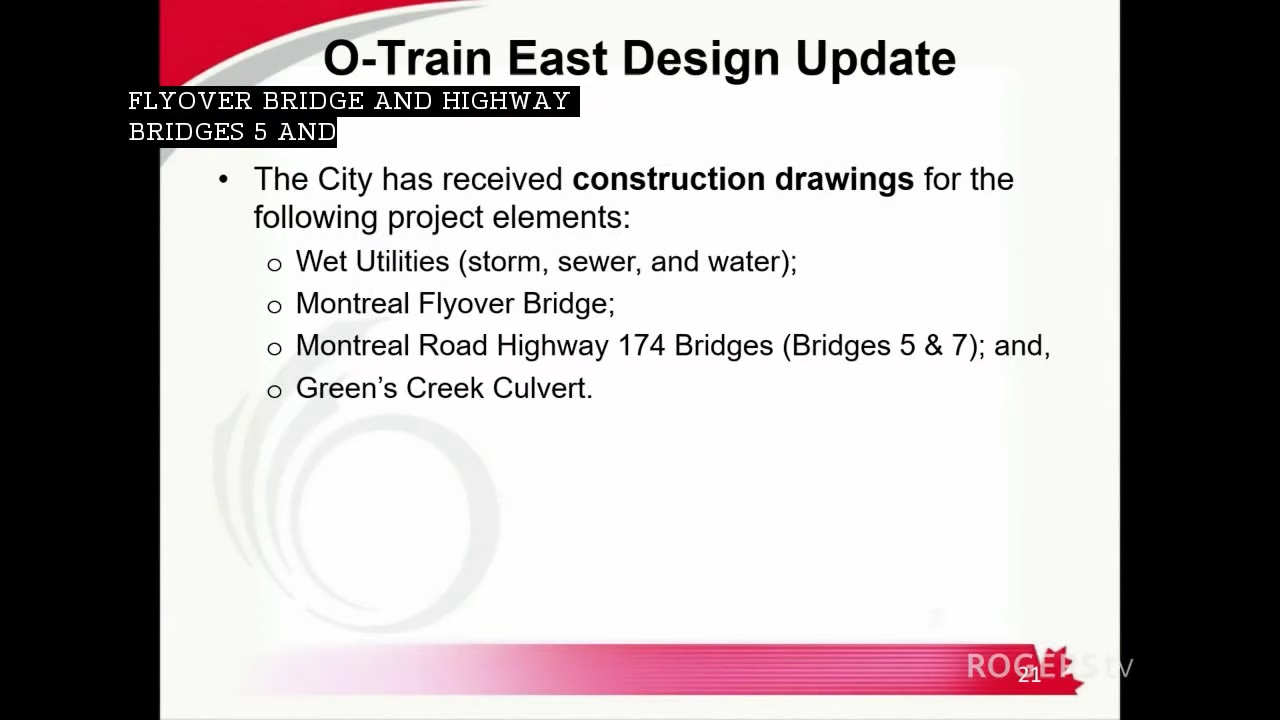 O-Train East Design Update
FLYOVER BRIDGE AND HIGHWAY
BRIDGES 5 AND
• The City has received construction drawings for the
following project elements:
o Wet Utilities (storm, sewer, and water);
o Montreal Flyover Bridge;
o Montreal Road Highway 174 Bridges (Bridges 5 & 7); and,
o Green’s Creek Culvert.
ROGERS tv
21